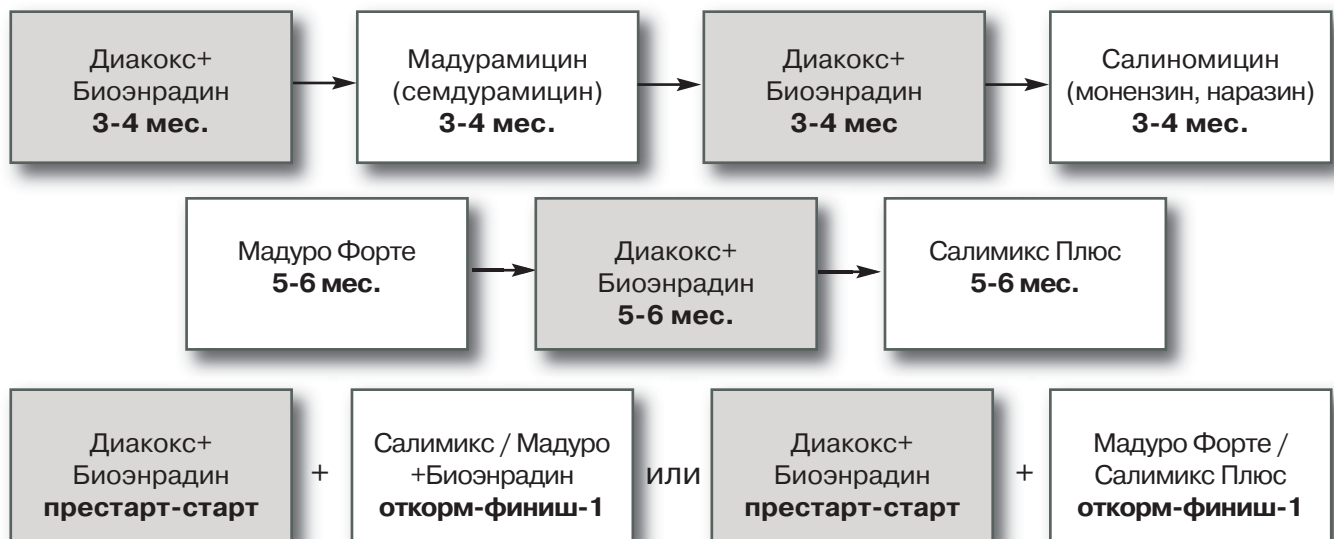 Диакокс+
Биоэнрадин
3-4 мес.
Мадурамицин
(семдурамицин)
3-4 мес.
Диакокс+
Биоэнрадин
3-4 мес
Салиномицин
(монензин, наразин)
3-4 мес.
Мадуро Форте
5-6 мес.
Диакокс+
Биоэнрадин
5-6 мес.
Салимикс Плюс
5-6 мес.
Диакокс+
Биоэнрадин
престарт-старт
+
Салимикс / Мадуро
+Биоэнрадин
откорм-финиш-1
или
Диакокс+
Биоэнрадин
престарт-старт
+
Мадуро Форте /
Салимикс Плюс
откорм-финиш-1